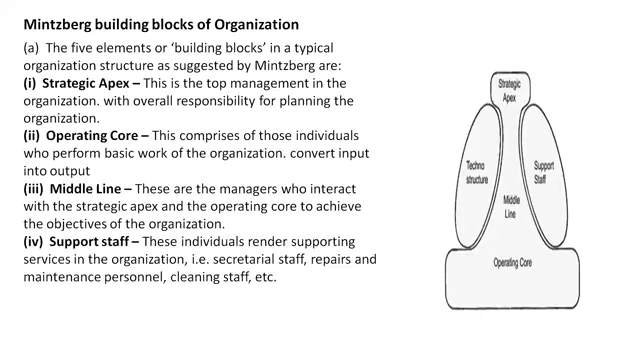 Mintzberg building blocks of Organization
(a) The five elements or ‘building blocks’ in a typical
organization structure as suggested by Mintzberg are:
(i) Strategic Apex – This is the top management in the
organization. with overall responsibility for planning the
organization.
(ii) Operating Core – This comprises of those individuals
who perform basic work of the organization. convert input
into output
(iii) Middle Line – These are the managers who interact
with the strategic apex and the operating core to achieve
the objectives of the organization.
(iv) Support staff – These individuals render supporting
services in the organization, i.e. secretarial staff, repairs and
maintenance personnel, cleaning staff, etc.
Strategic
Apex
Techno
structure
Support
Staff
Middle
Line
Operating Core